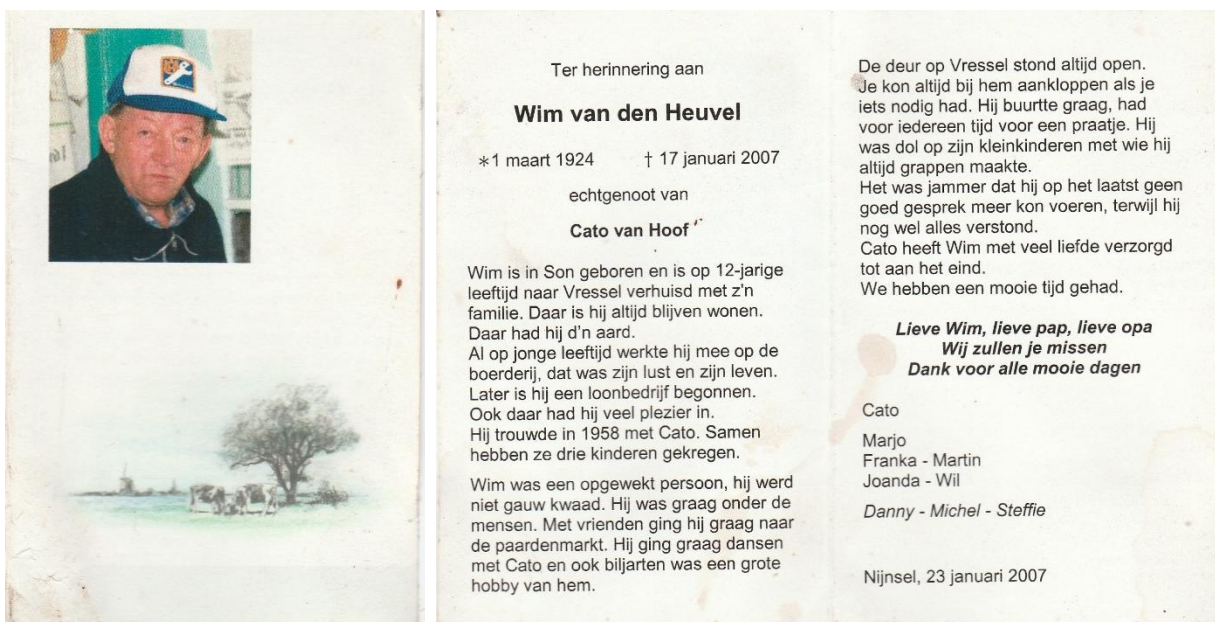 Ter herinnering aan
Wim van den Heuvel
*1 maart 1924 † 17 januari 2007
echtgenoot van
Cato van Hoof
Wim is in Son geboren en is op 12-jarige
leeftijd naar Vressel verhuisd met z'n
familie. Daar is hij altijd blijven wonen.
Daar had hij d'n aard.
Al op jonge leeftijd werkte hij mee op de
boerderij, dat was zijn lust en zijn leven.
Later is hij een loonbedrijf begonnen.
Ook daar had hij veel plezier in.
Hij trouwde in 1958 met Cato. Samen
hebben ze drie kinderen gekregen.
Wim was een opgewekt persoon, hij werd
niet gauw kwaad. Hij was graag onder de
mensen. Met vrienden ging hij graag naar
de paardenmarkt. Hij ging graag dansen
met Cato en ook biljarten was een grote
hobby van hem.
De deur op Vressel stond altijd open.
Je kon altijd bij hem aankloppen als je
iets nodig had. Hij buurtte graag, had
voor iedereen tijd voor een praatje. Hij
was dol op zijn kleinkinderen met wie hij
altijd grappen maakte.
Het was jammer dat hij op het laatst geen
goed gesprek meer kon voeren, terwijl hij
nog wel alles verstond.
Cato heeft Wim met veel liefde verzorgd
tot aan het eind.
We hebben een mooie tijd gehad.
Lieve Wim, lieve pap, lieve opa
Wij zullen je missen
Dank voor alle mooie dagen
Cato
Marjo
Franka - Martin
Joanda - Wil
Danny - Michel - Steffie
Nijnsel, 23 januari 2007